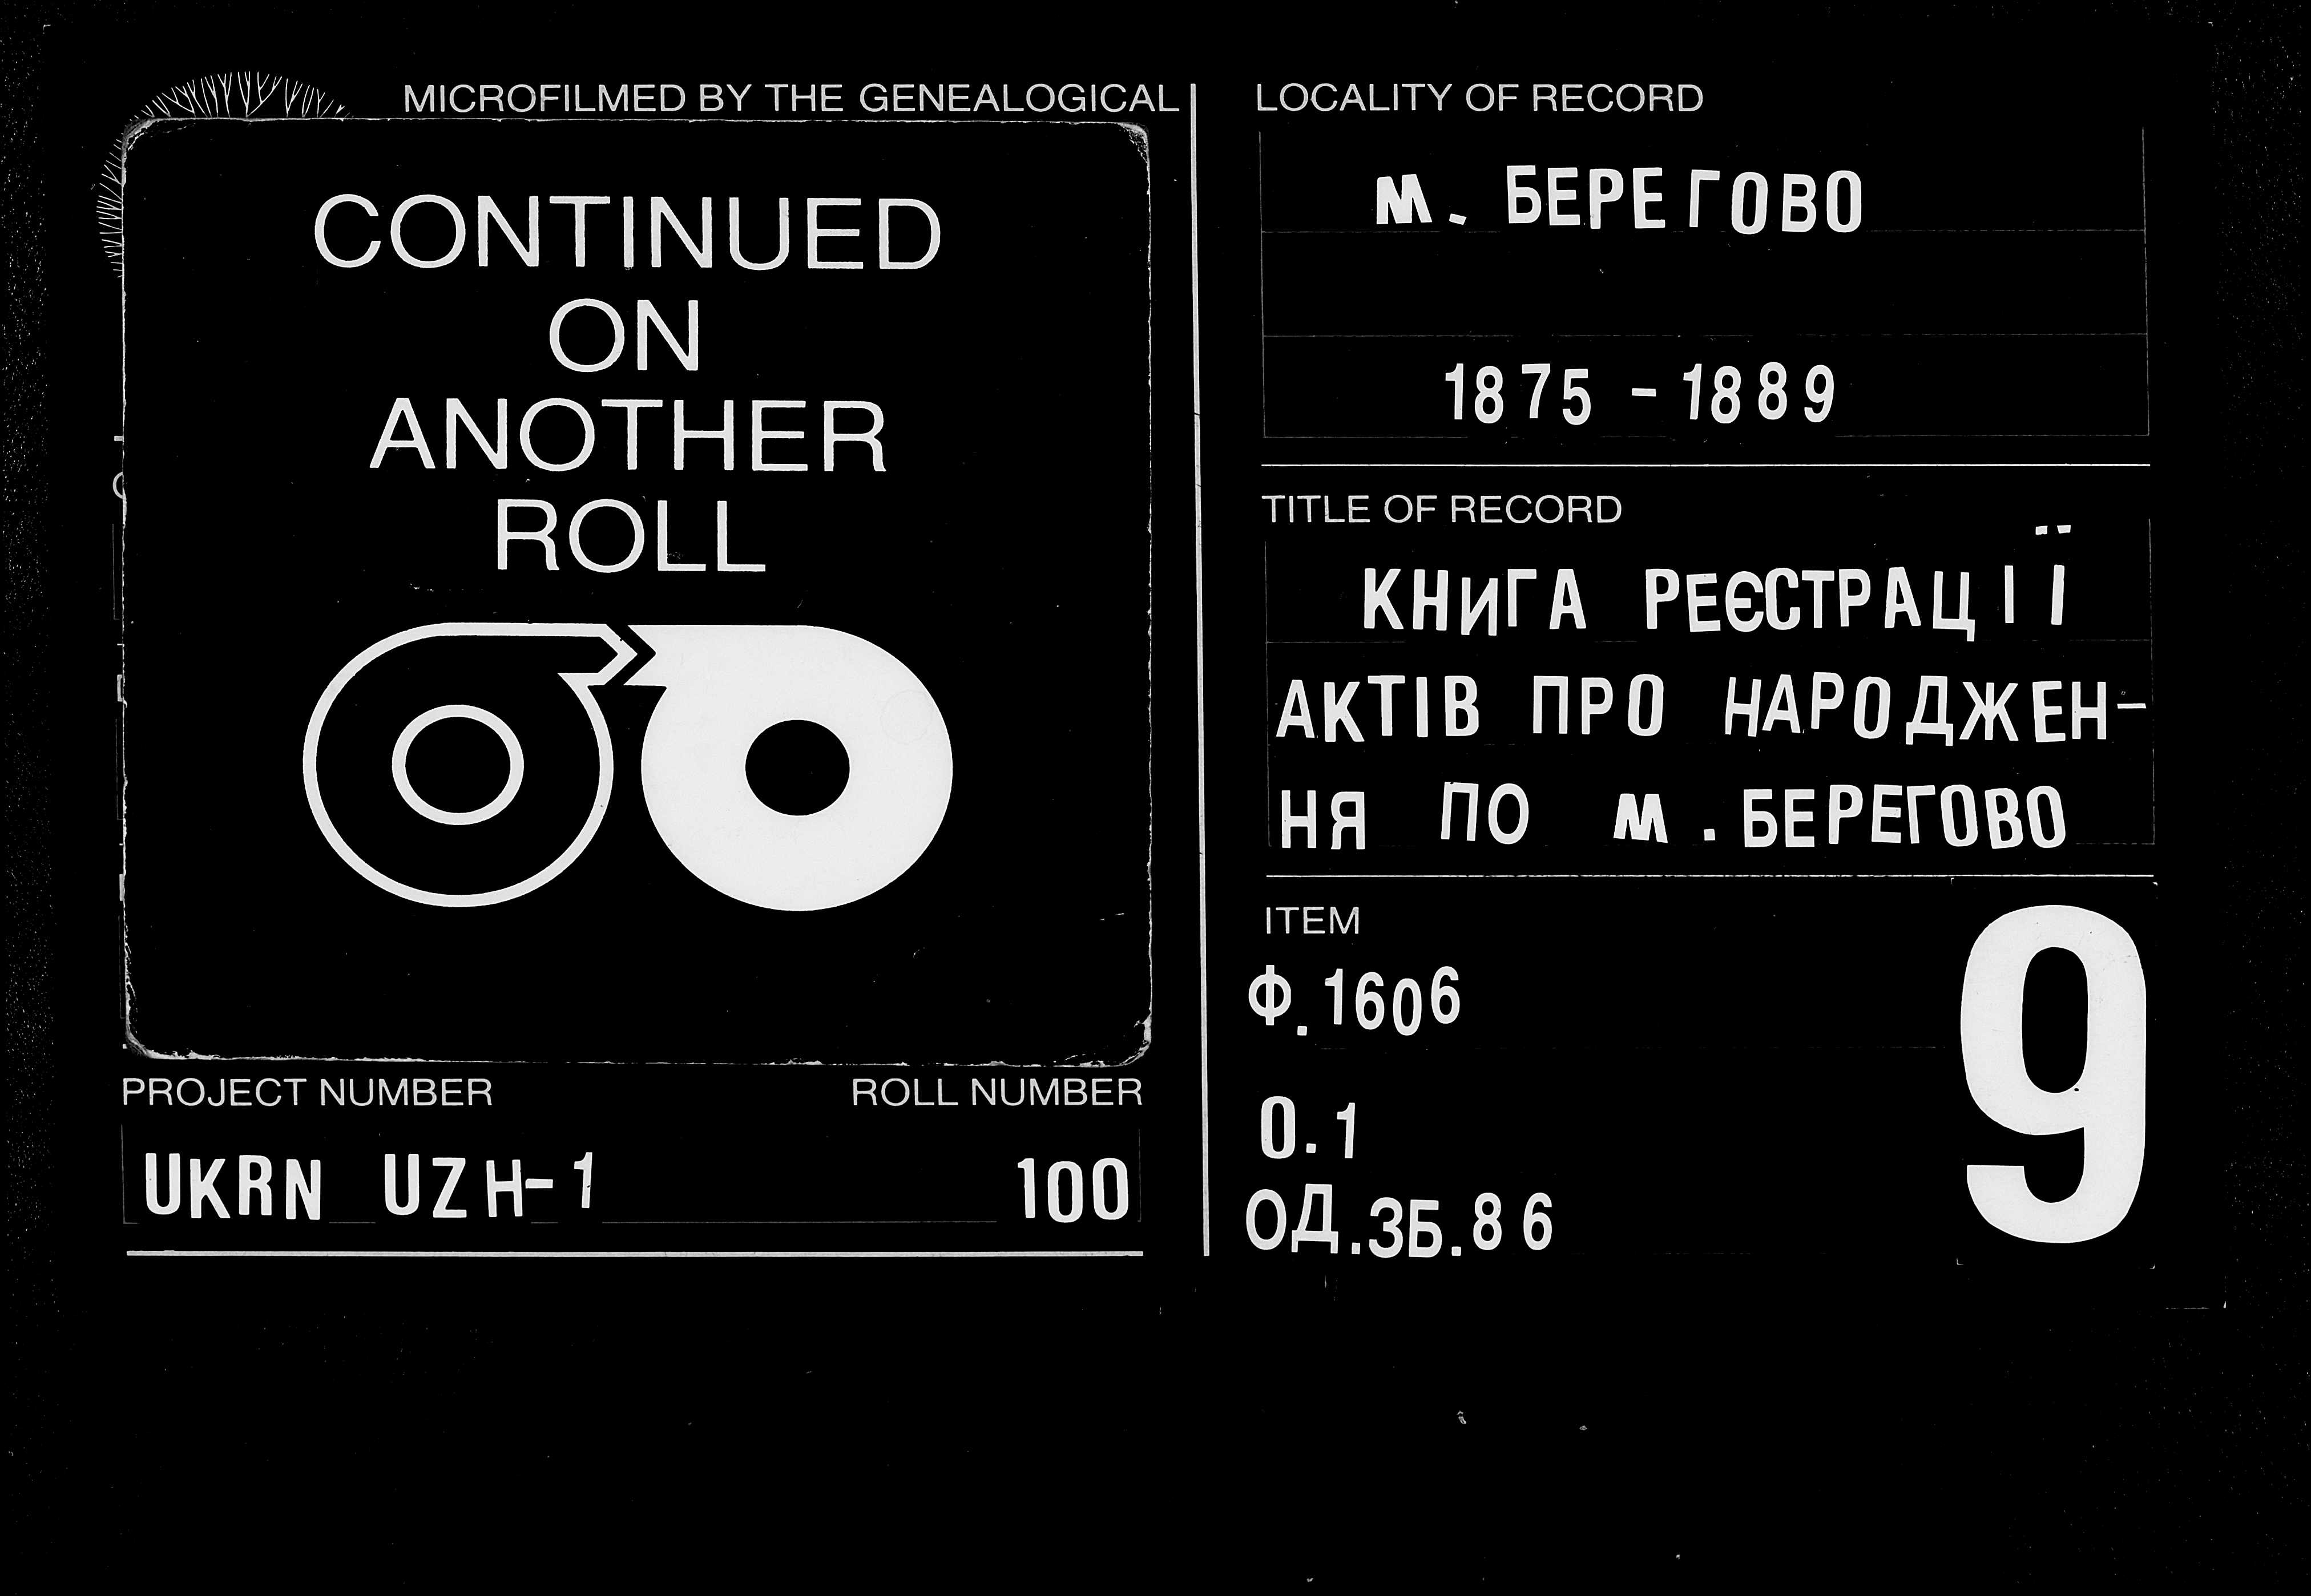 MICROFILMED BY THE GENEALOGICAL
CONTINUED
ON
ANOTHER
ROLL
PROJECT NUMBER ROLL NUMBER
UKRN UZH-1 100
LOCALITY OF RECORD
М. БЕРЕГОВО
1875 - 1889
TITLE OF RECORD
КНИГА РЕЄСТРАЦІЇ
АКТІВ ПРО НАРОДЖЕН-
НЯ ПО М. БЕРЕГОВО
ITEM
9
Ф. 1606
О. 1
ОД. ЗБ. 86